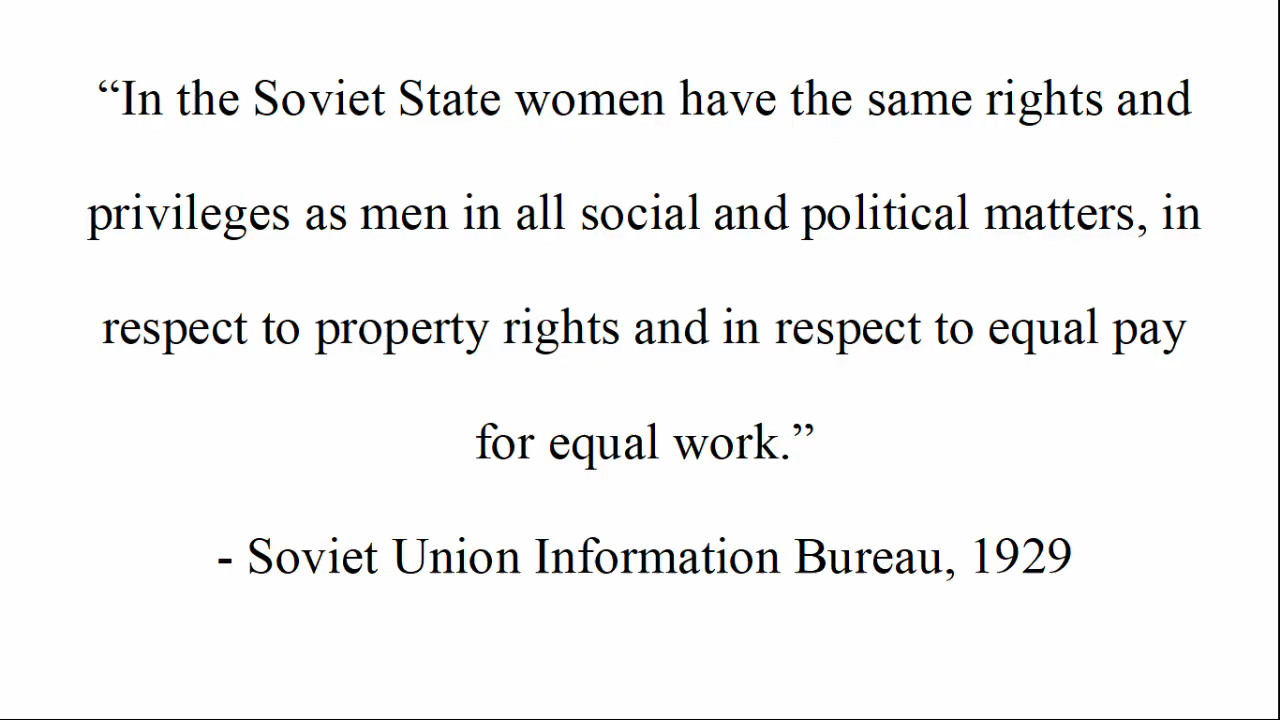 “In the Soviet State women have the same rights and
privileges as men in all social and political matters, in
respect to property rights and in respect to equal pay
for equal work.”
- Soviet Union Information Bureau, 1929